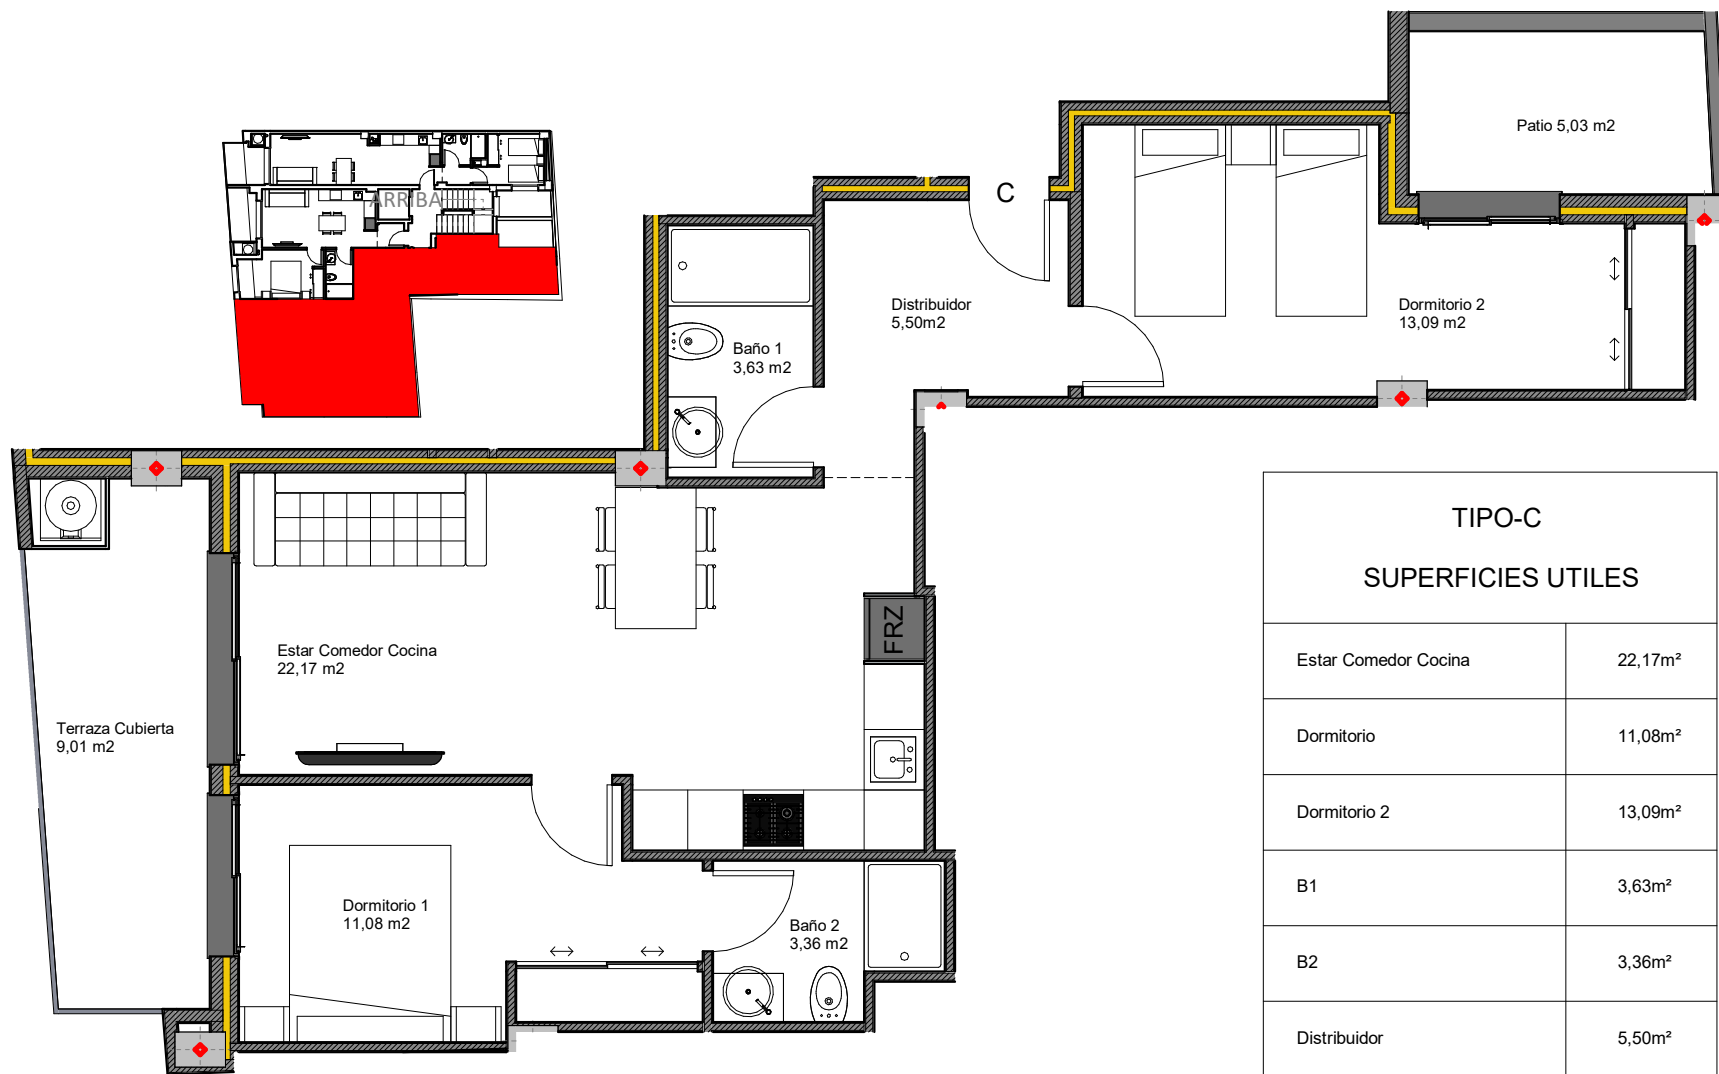 Patio 5,03 m2
ARRIBA
C
Distribuidor
5,50m2
Dormitorio 2
13,09 m2
Baño 1
3,63 m2
TIPO-C
SUPERFICIES UTILES
FRZ
Estar Comedor Cocina
22,17 m2
Estar Comedor Cocina 22,17m²
Terraza Cubierta
9,01 m2
Dormitorio 11,08m²
Dormitorio 2 13,09m²
Dormitorio 1
11,08 m2
B1 3,63m²
Baño 2
3,36 m2
B2 3,36m²
Distribuidor 5,50m²